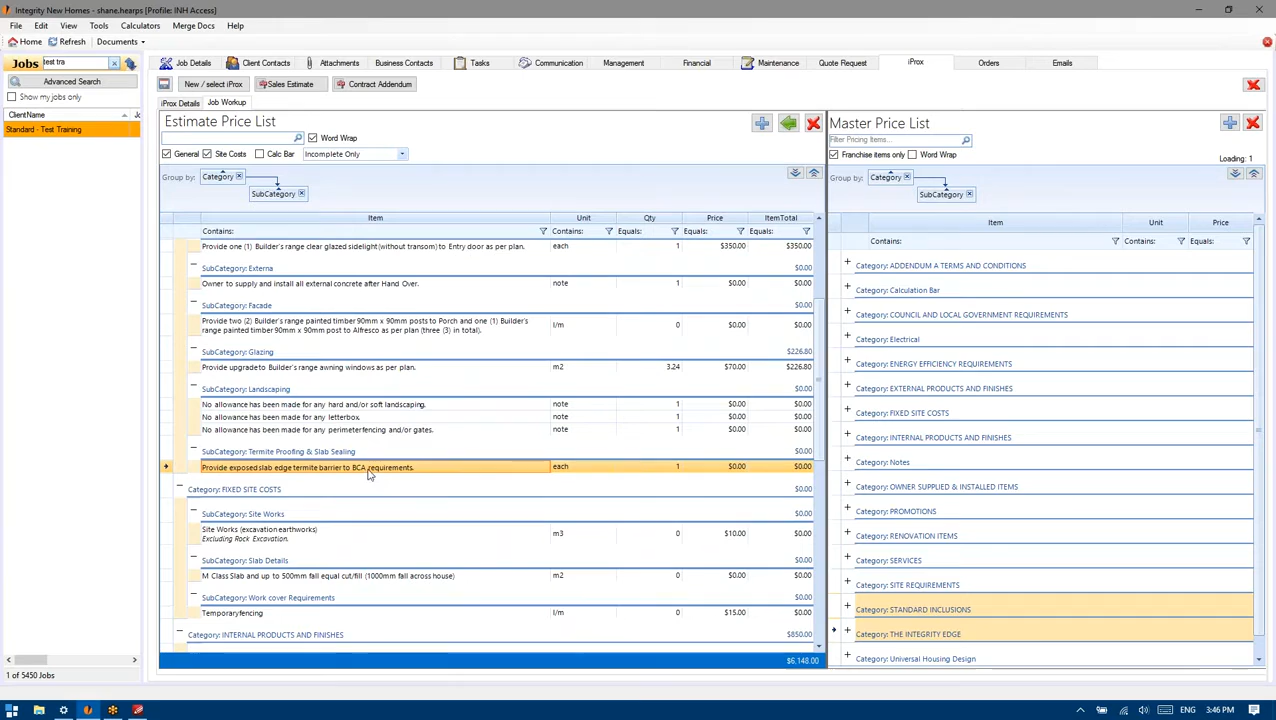 Integrity New Homes - shane.hearps [Profile: INH Access]
File Edit View Tools Calculators Merge Docs Help
Home Refresh Documents
Jobs test tra
Advanced Search
Show my jobs only
ClientName
Standard - Test Training
1 of 5450 Jobs
Job Details Client Contacts Attachments Business Contacts Tasks Communication Management Financial Maintenance Quote Request iProx Orders Emails
New / select iProx Sales Estimate Contract Addendum
iProx Details Job Workup
Estimate Price List
Word Wrap
General Site Costs Calc Bar Incomplete Only
Group by: Category
SubCategory
Item Unit Qty Price ItemTotal
Contains: Contains: Equals: Equals: Equals:
Provide one (1) Builder's range clear glazed sidelight (without transom) to Entry door as per plan. each 1 $350.00 $350.00
SubCategory: Externa $0.00
Owner to supply and install all external concrete after Hand Over. note 1 $0.00 $0.00
SubCategory: Facade $0.00
Provide two (2) Builder's range painted timber 90mm x 90mm posts to Porch and one (1) Builder's
range painted timber 90mm x 90mm post to Alfresco as per plan (three (3) in total). l/m 0 $0.00 $0.00
SubCategory: Glazing $226.80
Provide upgrade to Builder's range awning windows as per plan. m2 3.24 $70.00 $226.80
SubCategory: Landscaping $0.00
No allowance has been made for any hard and/or soft landscaping. note 1 $0.00 $0.00
No allowance has been made for any letterbox. note 1 $0.00 $0.00
No allowance has been made for any perimeter fencing and/or gates. note 1 $0.00 $0.00
SubCategory: Termite Proofing & Slab Sealing $0.00
Provide exposed slab edge termite barrier to BCA requirements. each 1 $0.00 $0.00
Category: FIXED SITE COSTS $0.00
SubCategory: Site Works $0.00
Site Works (excavation earthworks)
Excluding Rock Excavation. m3 0 $10.00 $0.00
SubCategory: Slab Details $0.00
M Class Slab and up to 500mm fall equal cut/fill (1000mm fall across house) m2 0 $0.00 $0.00
SubCategory: Work cover Requirements $0.00
Temporary fencing l/m 0 $15.00 $0.00
Category: INTERNAL PRODUCTS AND FINISHES $850.00
$6,148.00
Master Price List
Filter Pricing Items...
Franchise items only Word Wrap
Loading: 1
Group by: Category
SubCategory
Item Unit Price
Contains: Contains: Equals:
Category: ADDENDUM A TERMS AND CONDITIONS
Category: Calculation Bar
Category: COUNCIL AND LOCAL GOVERNMENT REQUIREMENTS
Category: Electrical
Category: ENERGY EFFICIENCY REQUIREMENTS
Category: EXTERNAL PRODUCTS AND FINISHES
Category: FIXED SITE COSTS
Category: INTERNAL PRODUCTS AND FINISHES
Category: Notes
Category: OWNER SUPPLIED & INSTALLED ITEMS
Category: PROMOTIONS
Category: RENOVATION ITEMS
Category: SERVICES
Category: SITE REQUIREMENTS
Category: STANDARD INCLUSIONS
Category: THE INTEGRITY EDGE
Category: Universal Housing Design
ENG 3:46 PM